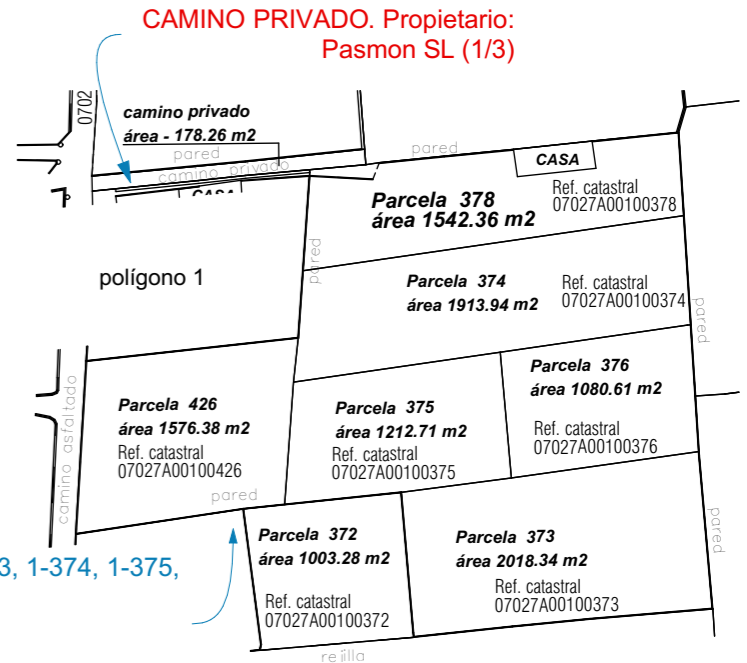 CAMINO PRIVADO. Propietario:
Pasmon SL (1/3)
0702
camino privado
área - 178.26 m2
pared
camino privado
pared
CASA
CASA
Parcela 378
área 1542.36 m2
Ref. catastral
07027A00100378
polígono 1
pared
Parcela 374
área 1913.94 m2
Ref. catastral
07027A00100374
pared
Parcela 376
área 1080.61 m2
Ref. catastral
07027A00100376
Parcela 426
área 1576.38 m2
Ref. catastral
07027A00100426
Parcela 375
área 1212.71 m2
Ref. catastral
07027A00100375
camino asfaltado
pared
pared
Parcela 372
área 1003.28 m2
Ref. catastral
07027A00100372
Parcela 373
área 2018.34 m2
Ref. catastral
07027A00100373
3, 1-374, 1-375,
rejilla